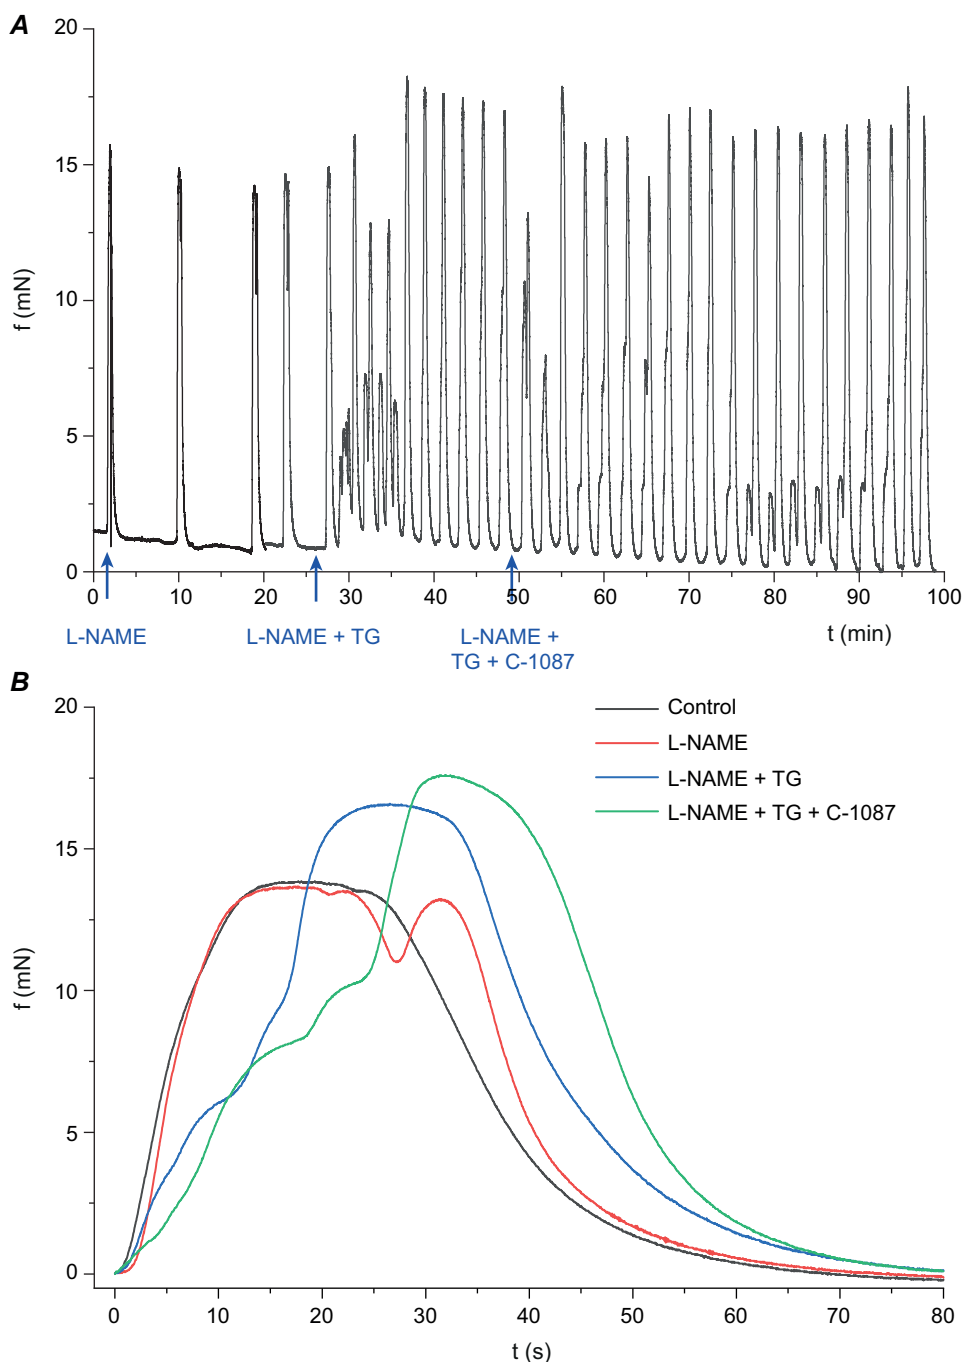 A
20
15
10
5
0
f (mN)
0 10 20 30 40 50 60 70 80 90 100
t (min)
L-NAME
L-NAME + TG
L-NAME +
TG + C-1087
B
20
15
10
5
0
f (mN)
Control
L-NAME
L-NAME + TG
L-NAME + TG + C-1087
0 10 20 30 40 50 60 70 80
t (s)